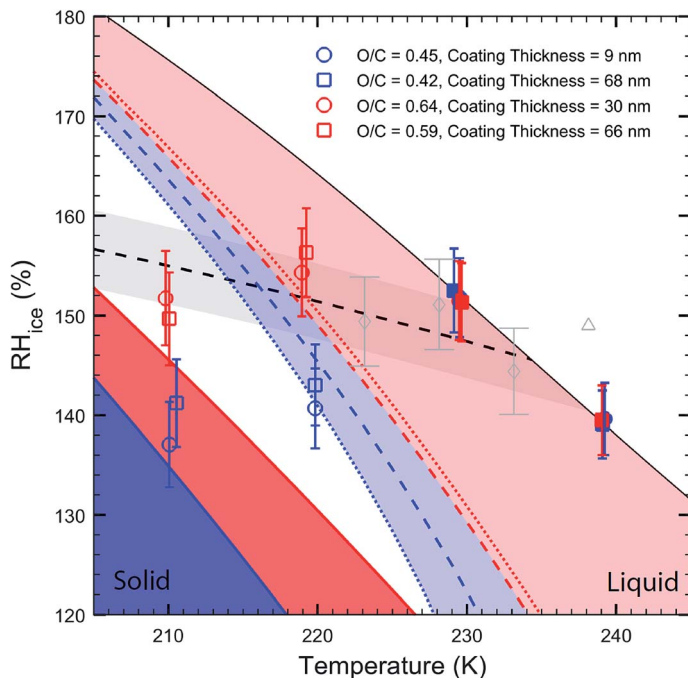 180
170
160
150
140
130
120
RH_ice (%)
O/C = 0.45, Coating Thickness = 9 nm
O/C = 0.42, Coating Thickness = 68 nm
O/C = 0.64, Coating Thickness = 30 nm
O/C = 0.59, Coating Thickness = 66 nm
Solid
Liquid
210
220
230
240
Temperature (K)